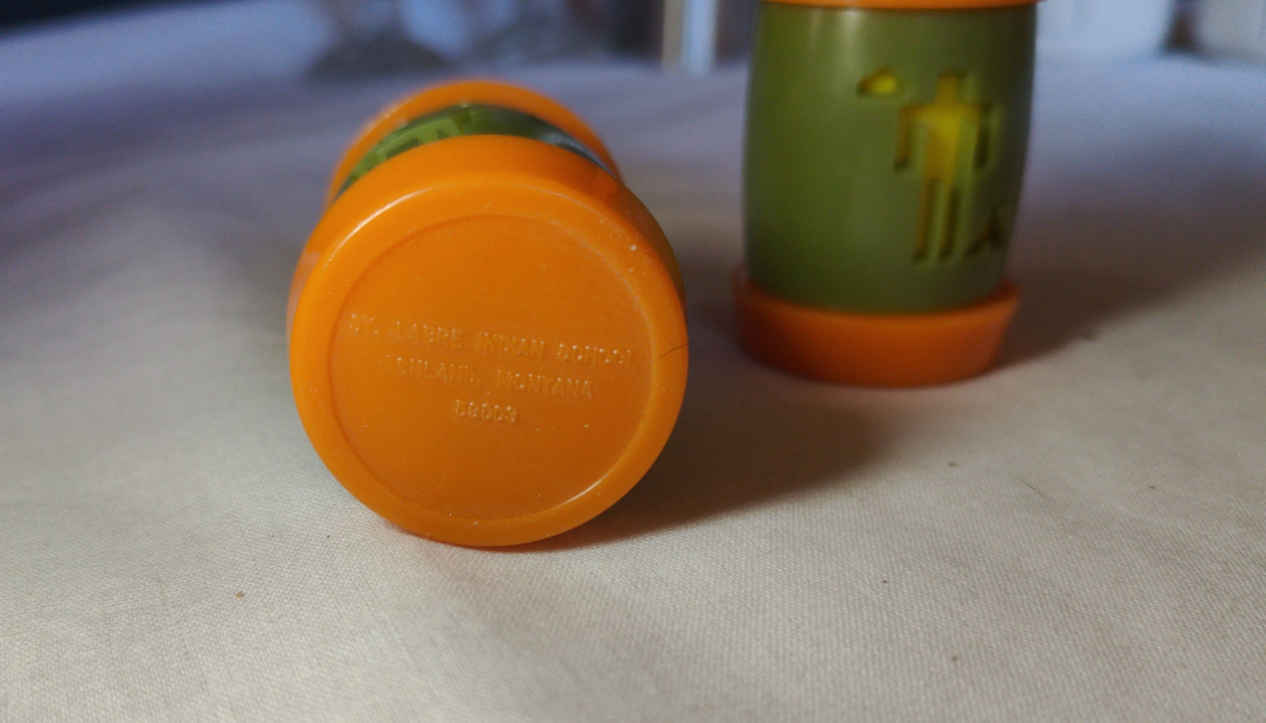 ST. LABRE INDIAN SCHOOL
ASHLAND, MONTANA
59003